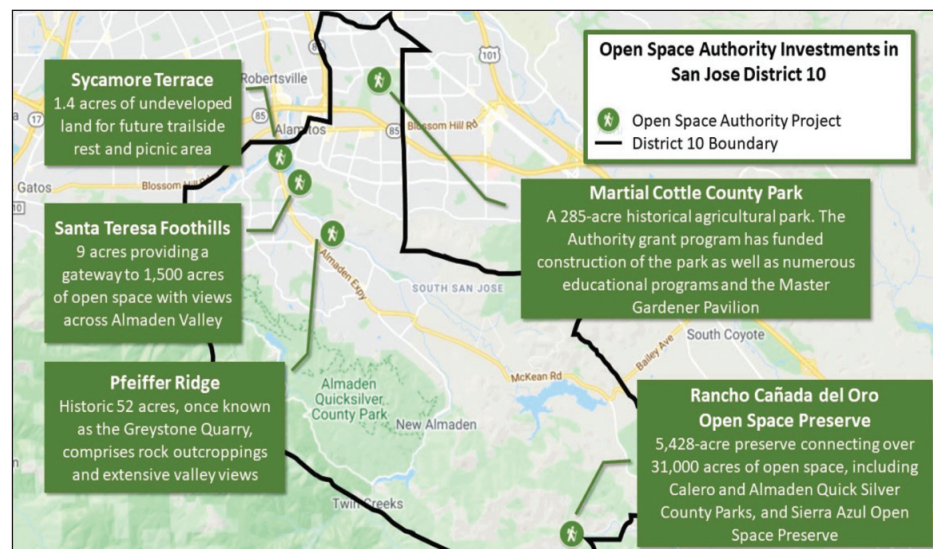 Open Space Authority Investments in
San Jose District 10
Open Space Authority Project
District 10 Boundary
Sycamore Terrace
1.4 acres of undeveloped
land for future trailside
rest and picnic area
Santa Teresa Foothills
9 acres providing a
gateway to 1,500 acres
of open space with views
across Almaden Valley
Pfeiffer Ridge
Historic 52 acres, once known
as the Greystone Quarry,
comprises rock outcroppings
and extensive valley views
Martial Cottle County Park
A 285-acre historical agricultural park. The
Authority grant program has funded
construction of the park as well as numerous
educational programs and the Master
Gardener Pavilion
Rancho Cañada del Oro
Open Space Preserve
5,428-acre preserve connecting over
31,000 acres of open space, including
Calero and Almaden Quick Silver
County Parks, and Sierra Azul Open
Space Preserve
Robertsville
101
17
85
Alamitos
85
Blossom Hill Rd
Gatos
Blossom Hill Rd
Almaden Expy
SOUTH SAN JOSE
South Coyote
Bailey Ave
McKean Rd
Almaden
Quicksilver
County Park
New Almaden
Twin Creeks